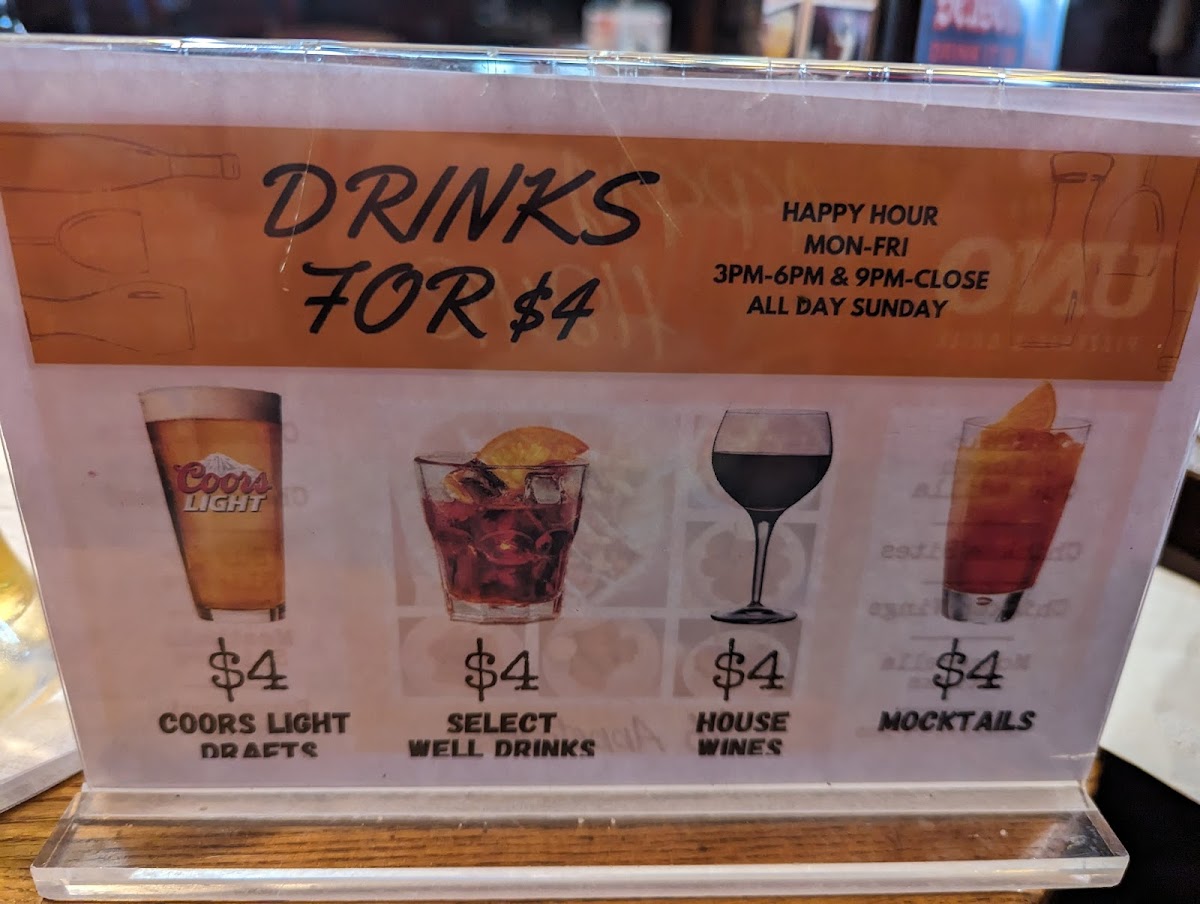 DRINKS
FOR $4
HAPPY HOUR
MON-FRI
3PM-6PM & 9PM-CLOSE
ALL DAY SUNDAY
UNO
Coors
LIGHT
$4
COORS LIGHT
DRAFTS
$4
SELECT
WELL DRINKS
$4
HOUSE
WINES
$4
MOCKTAILS